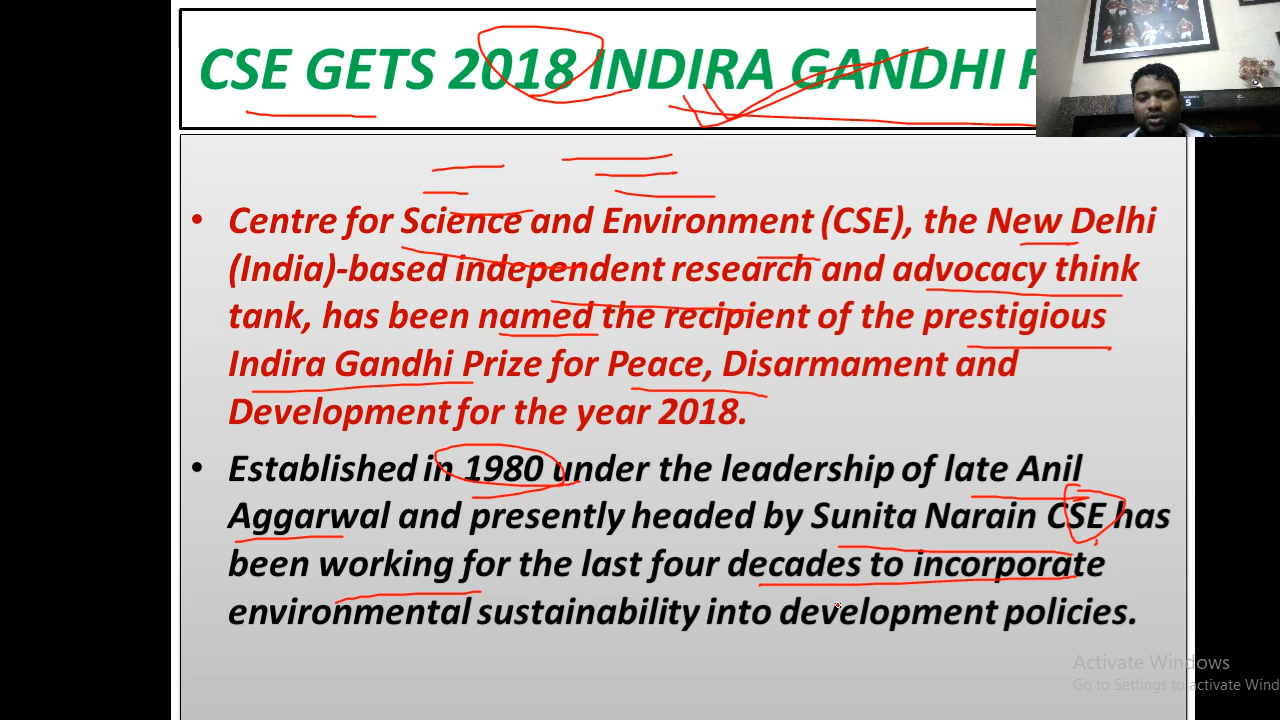 CSE GETS 2018 INDIRA GANDHI
• Centre for Science and Environment (CSE), the New Delhi
(India)-based independent research and advocacy think
tank, has been named the recipient of the prestigious
Indira Gandhi Prize for Peace, Disarmament and
Development for the year 2018.
• Established in 1980 under the leadership of late Anil
Aggarwal and presently headed by Sunita Narain CSE has
been working for the last four decades to incorporate
environmental sustainability into development policies.
Activate Windows
Go to Settings to activate Wind